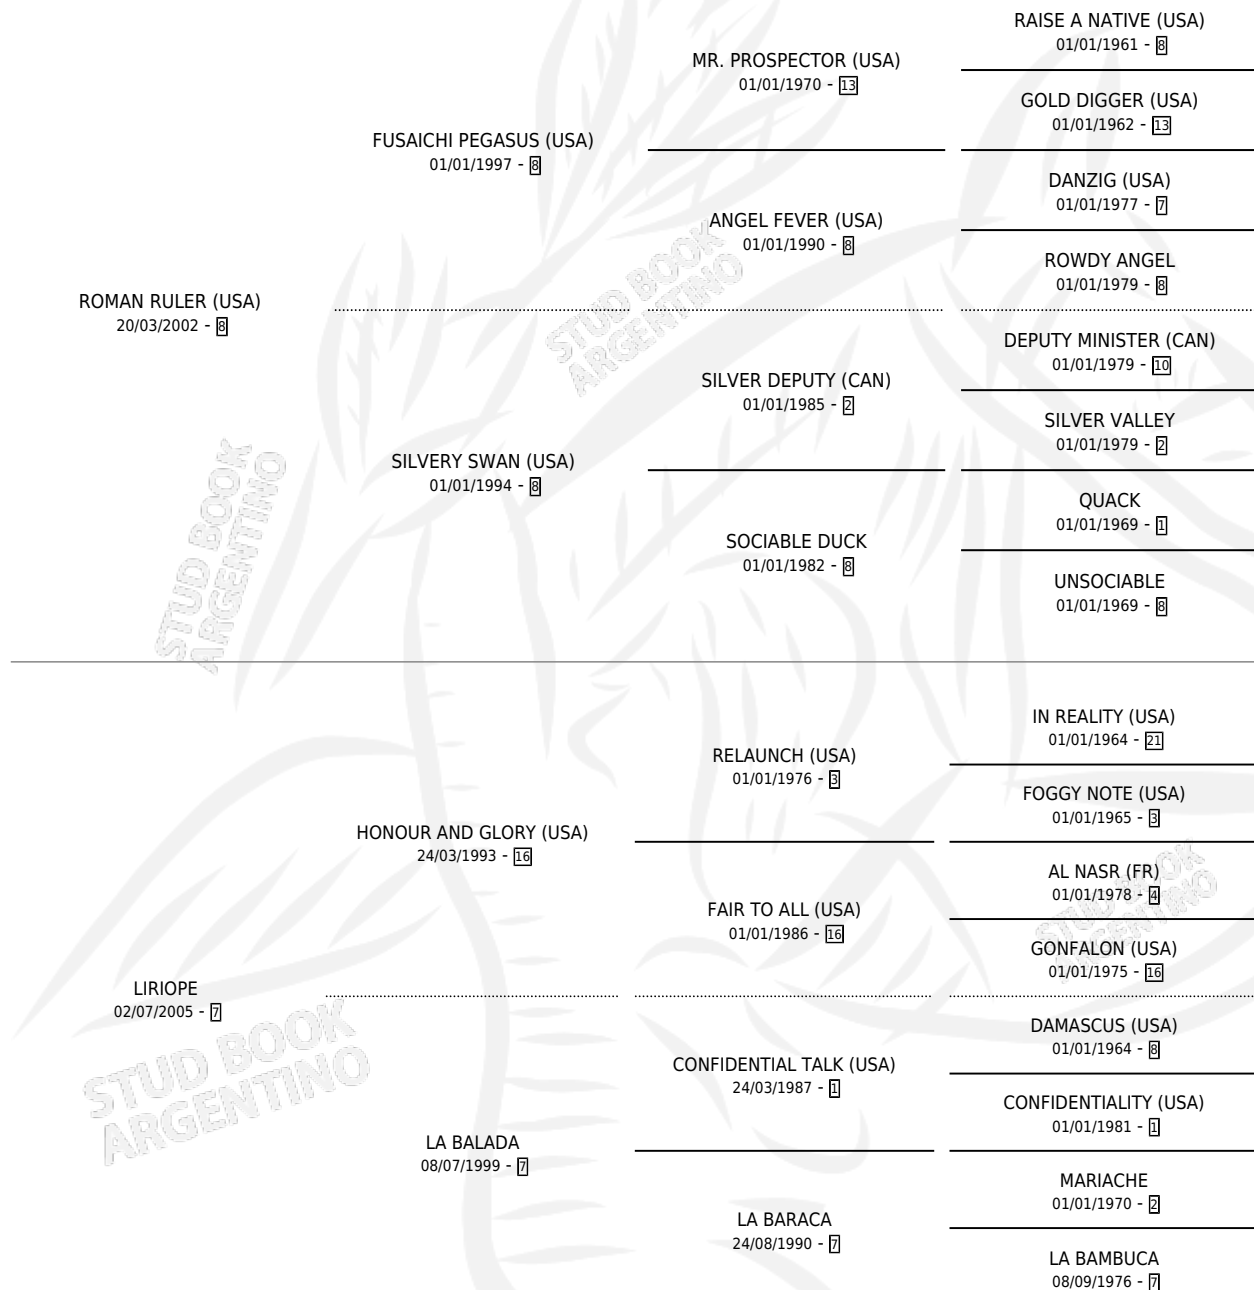 RAISE A NATIVE (USA)
01/01/1961 - 8
MR. PROSPECTOR (USA)
01/01/1970 - 13
GOLD DIGGER (USA)
01/01/1962 - 13
FUSAICHI PEGASUS (USA)
01/01/1997 - 8
DANZIG (USA)
01/01/1977 - 7
ANGEL FEVER (USA)
01/01/1990 - 8
ROWDY ANGEL
01/01/1979 - 8
ROMAN RULER (USA)
20/03/2002 - 8
DEPUTY MINISTER (CAN)
01/01/1979 - 10
SILVER DEPUTY (CAN)
01/01/1985 - 2
SILVER VALLEY
01/01/1979 - 2
SILVERY SWAN (USA)
01/01/1994 - 8
QUACK
01/01/1969 - 1
SOCIABLE DUCK
01/01/1982 - 8
UNSOCIABLE
01/01/1969 - 8
IN REALITY (USA)
01/01/1964 - 21
RELAUNCH (USA)
01/01/1976 - 3
FOGGY NOTE (USA)
01/01/1965 - 3
HONOUR AND GLORY (USA)
24/03/1993 - 16
AL NASR (FR)
01/01/1978 - 4
FAIR TO ALL (USA)
01/01/1986 - 16
GONFALON (USA)
01/01/1975 - 16
LIRIOPE
02/07/2005 - 7
DAMASCUS (USA)
01/01/1964 - 8
CONFIDENTIAL TALK (USA)
24/03/1987 - 1
CONFIDENTIALITY (USA)
01/01/1981 - 1
LA BALADA
08/07/1999 - 7
MARIACHE
01/01/1970 - 2
LA BARACA
24/08/1990 - 7
LA BAMBUCA
08/09/1976 - 7
STUD BOOK
ARGENTINO
STUD BOOK
ARGENTINO
STUD BOOK
ARGENTINO
STUD BOOK
ARGENTINO